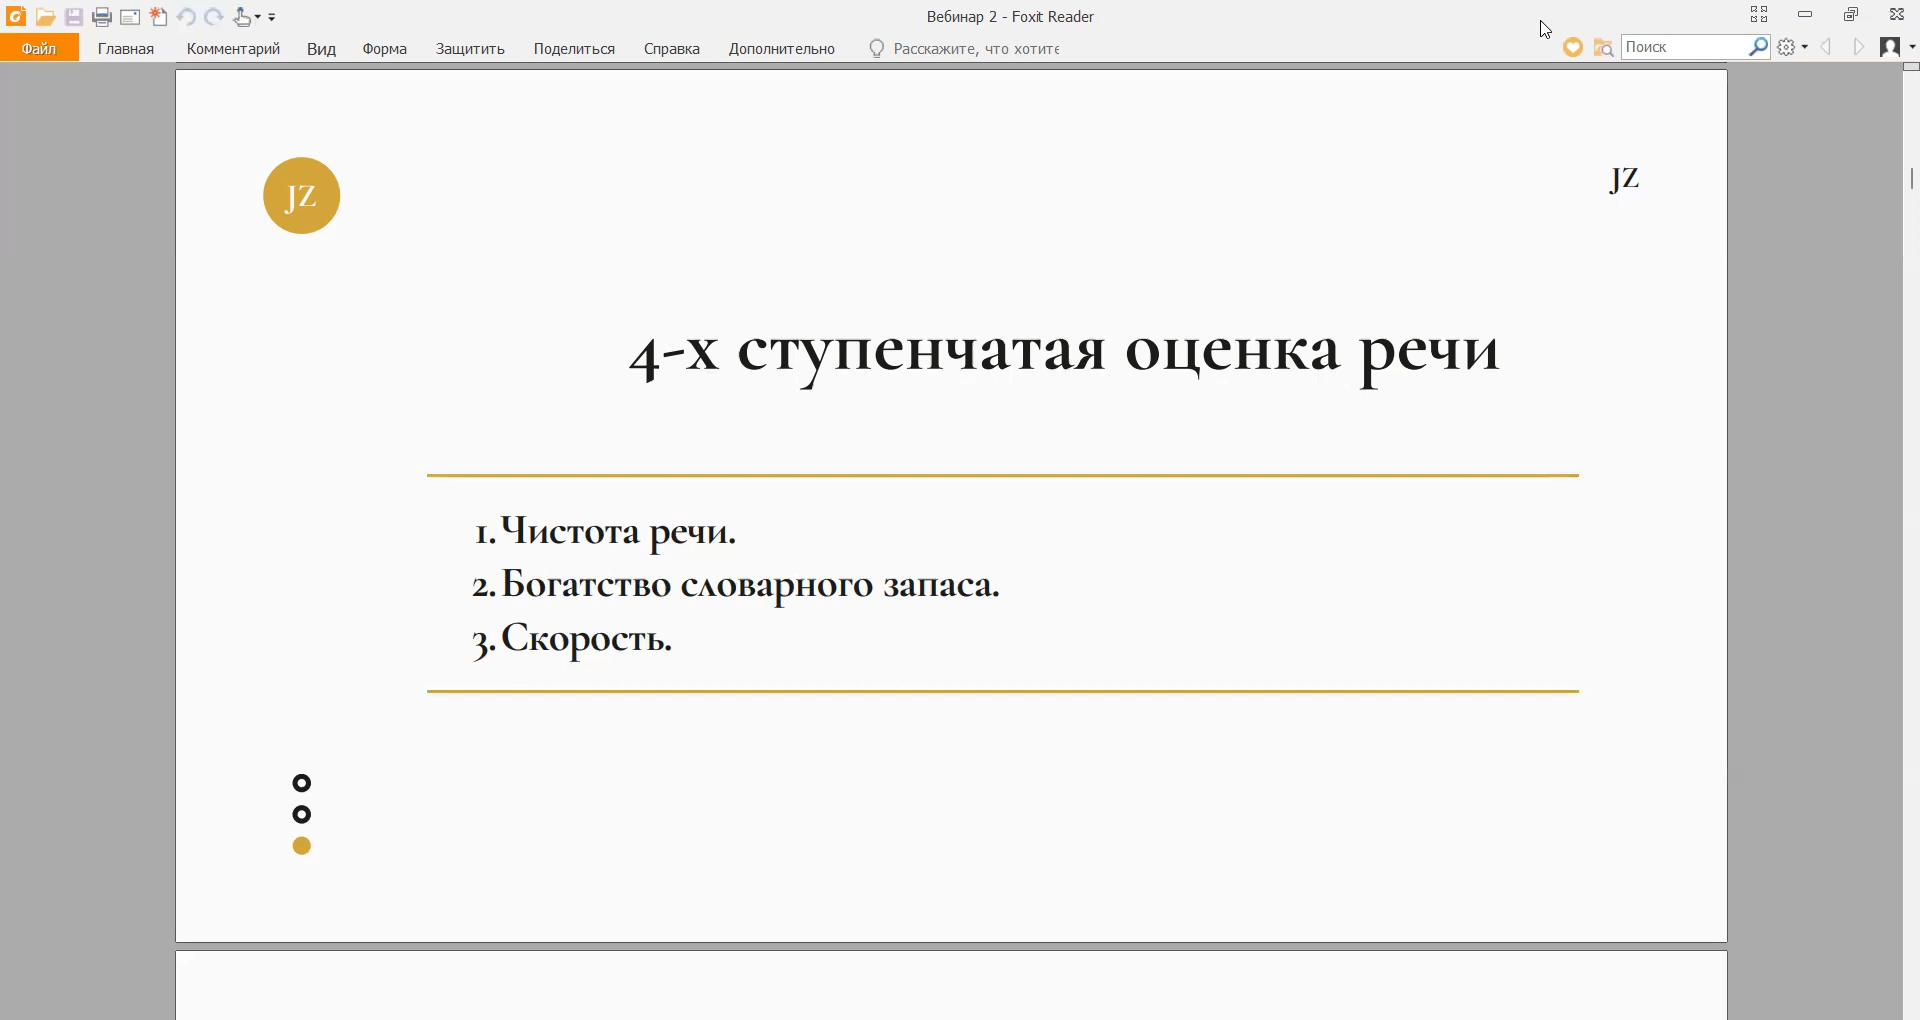 Вебинар 2 - Foxit Reader
Файл Главная Комментарий Вид Форма Защитить Поделиться Справка Дополнительно Расскажите, что хотите
Поиск
JZ
JZ
4-х ступенчатая оценка речи
1. Чистота речи.
2. Богатство словарного запаса.
3. Скорость.